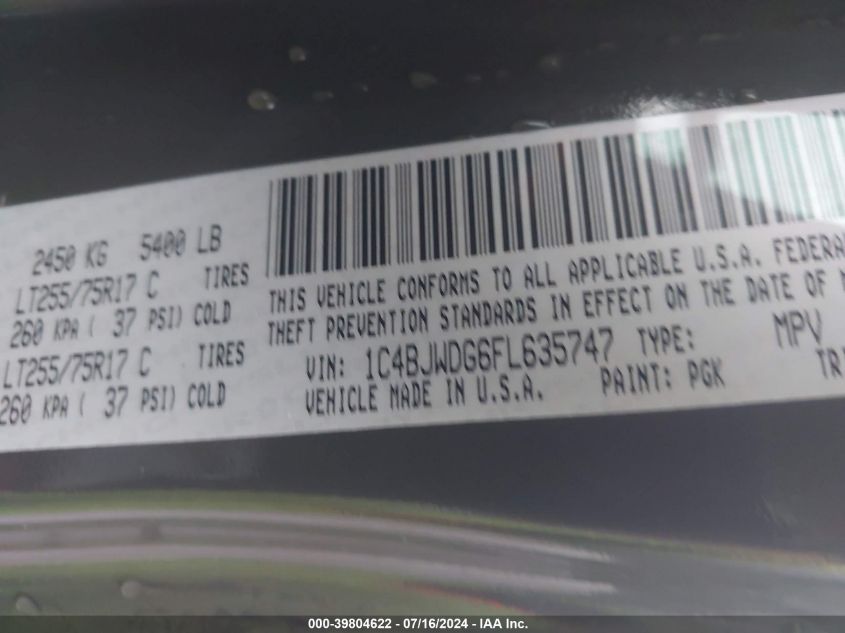 2450 KG 5400 LB
LT255/75R17 C TIRES
260 KPA ( 37 PSI) COLD
LT255/75R17 C TIRES
260 KPA ( 37 PSI) COLD
THIS VEHICLE CONFORMS TO ALL APPLICABLE U.S.A. FEDERA
THEFT PREVENTION STANDARDS IN EFFECT ON THE DATE OF
VIN: 1C4BJWDG6FL635747 TYPE: MPV
VEHICLE MADE IN U.S.A. PAINT: PGK TR
000-39804622 - 07/16/2024 - IAA Inc.